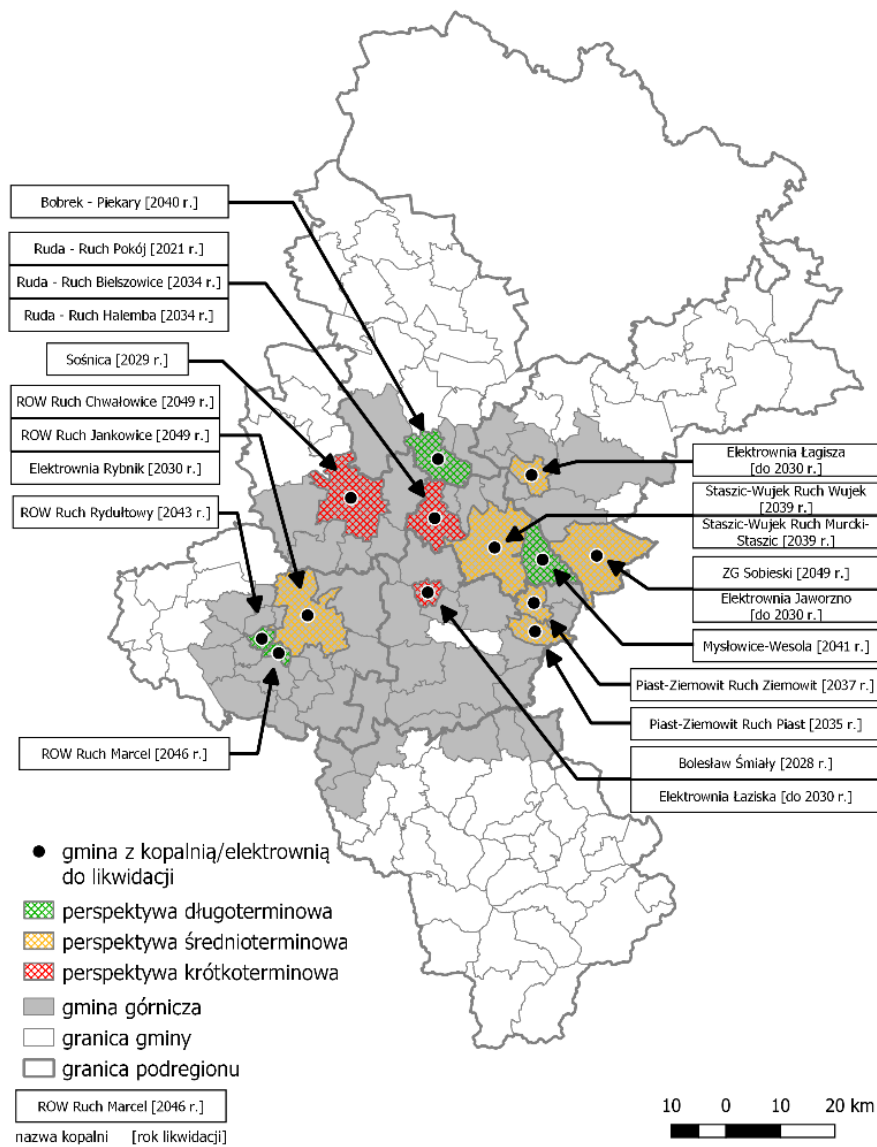 Bobrek - Piekary [2040 r.]
Ruda - Ruch Pokój [2021 r.]
Ruda - Ruch Bielszowice [2034 r.]
Ruda - Ruch Halemba [2034 r.]
Sośnica [2029 r.]
ROW Ruch Chwałowice [2049 r.]
ROW Ruch Jankowice [2049 r.]
Elektrownia Rybnik [2030 r.]
ROW Ruch Rydułtowy [2043 r.]
ROW Ruch Marcel [2046 r.]
Elektrownia Łagisza
[do 2030 r.]
Staszic-Wujek Ruch Wujek
[2039 r.]
Staszic-Wujek Ruch Murcki-
Staszic [2039 r.]
ZG Sobieski [2049 r.]
Elektrownia Jaworzno
[do 2030 r.]
Mysłowice-Wesoła [2041 r.]
Piast-Ziemowit Ruch Ziemowit [2037 r.]
Piast-Ziemowit Ruch Piast [2035 r.]
Bolesław Śmiały [2028 r.]
Elektrownia Łaziska [do 2030 r.]
gmina z kopalnią/elektrownią
do likwidacji
perspektywa długoterminowa
perspektywa średnioterminowa
perspektywa krótkoterminowa
gmina górnicza
granica gminy
granica podregionu
ROW Ruch Marcel [2046 r.]
nazwa kopalni [rok likwidacji]
10 0 10 20 km